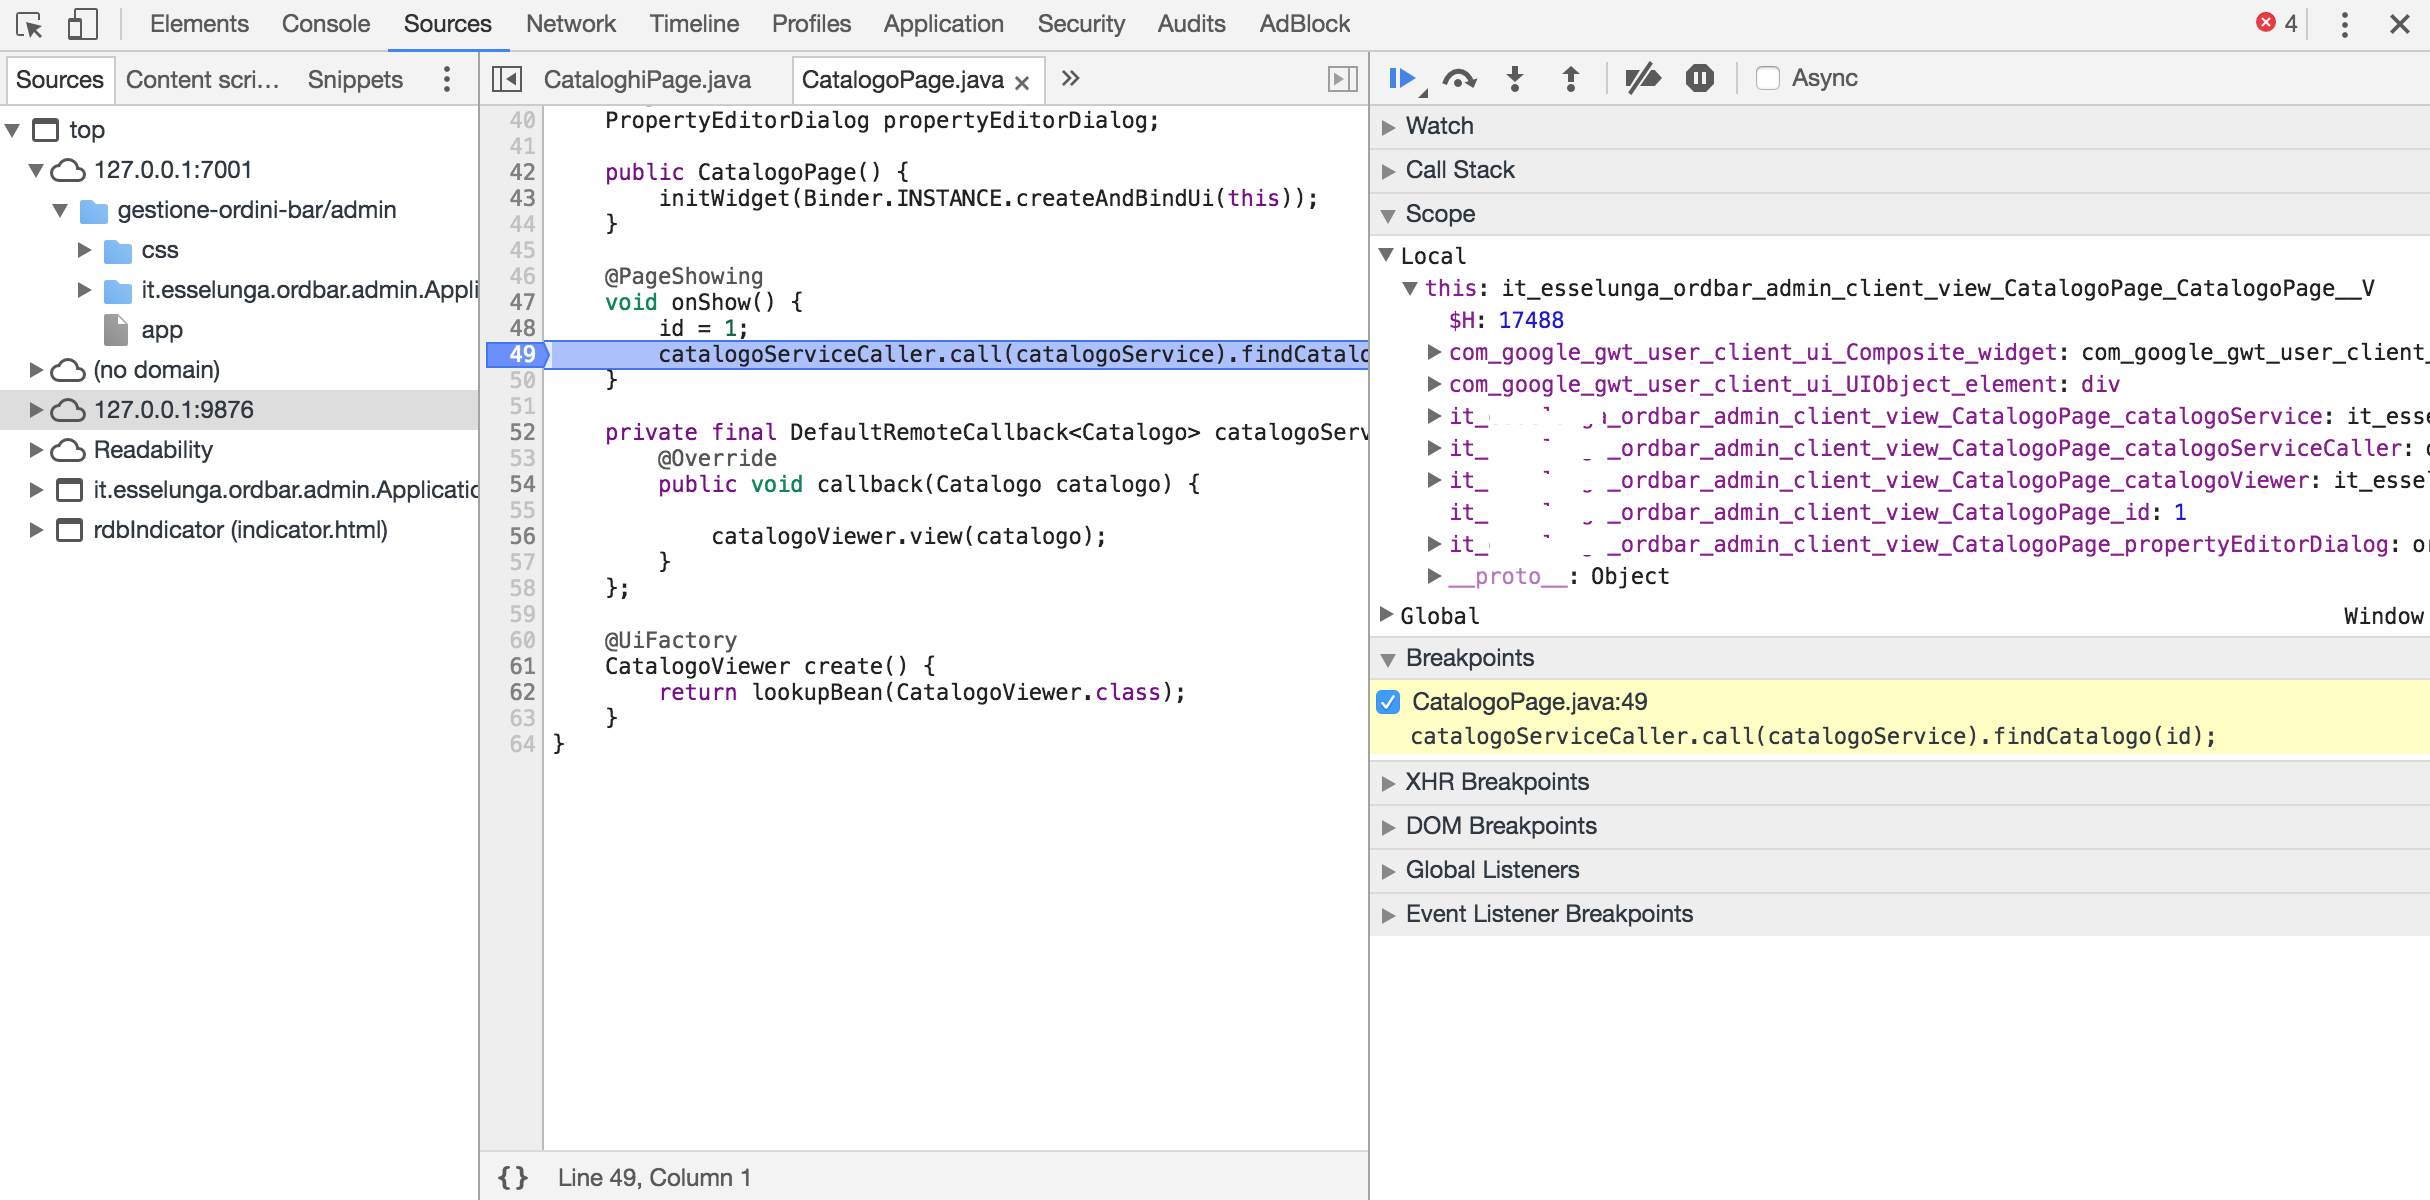 Elements Console Sources Network Timeline Profiles Application Security Audits AdBlock 4
Sources Content scri… Snippets
top
127.0.0.1:7001
gestione-ordini-bar/admin
css
it.esselunga.ordbar.admin.Appli
app
(no domain)
127.0.0.1:9876
Readability
it.esselunga.ordbar.admin.Applicatio
rdbIndicator (indicator.html)
CataloghiPage.java CatalogoPage.java
40 PropertyEditorDialog propertyEditorDialog;
41
42 public CatalogoPage() {
43 initWidget(Binder.INSTANCE.createAndBindUi(this));
44 }
45
46 @PageShowing
47 void onShow() {
48 id = 1;
49 catalogoServiceCaller.call(catalogoService).findCatalo
50 }
51
52 private final DefaultRemoteCallback<Catalogo> catalogoServ
53 @Override
54 public void callback(Catalogo catalogo) {
55
56 catalogoViewer.view(catalogo);
57 }
58 };
59
60 @UiFactory
61 CatalogoViewer create() {
62 return lookupBean(CatalogoViewer.class);
63 }
64 }
{} Line 49, Column 1
Async
Watch
Call Stack
Scope
Local
this: it_esselunga_ordbar_admin_client_view_CatalogoPage_CatalogoPage__V
$H: 17488
com_google_gwt_user_client_ui_Composite_widget: com_google_gwt_user_client_
com_google_gwt_user_client_ui_UIObject_element: div
it_ _ordbar_admin_client_view_CatalogoPage_catalogoService: it_esse
it_ _ordbar_admin_client_view_CatalogoPage_catalogoServiceCaller:
it_ _ordbar_admin_client_view_CatalogoPage_catalogoViewer: it_esse
it_ _ordbar_admin_client_view_CatalogoPage_id: 1
it_ _ordbar_admin_client_view_CatalogoPage_propertyEditorDialog: or
__proto__: Object
Global Window
Breakpoints
CatalogoPage.java:49
catalogoServiceCaller.call(catalogoService).findCatalogo(id);
XHR Breakpoints
DOM Breakpoints
Global Listeners
Event Listener Breakpoints